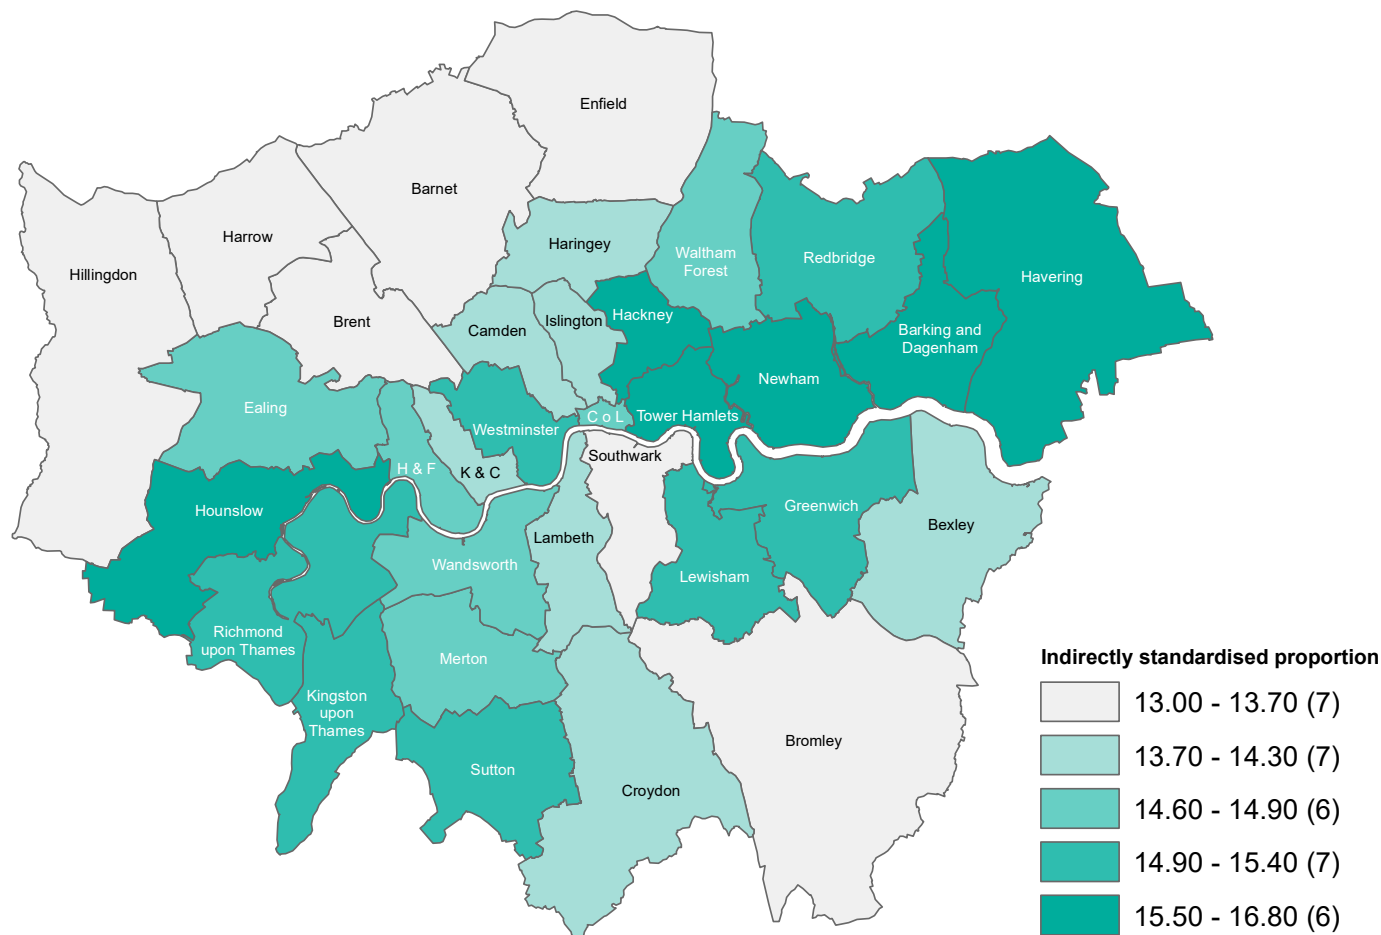 Enfield
Barnet
Harrow
Haringey
Waltham
Forest
Redbridge
Hillingdon
Havering
Brent
Camden
Islington
Hackney
Barking and
Dagenham
Newham
Ealing
Westminster
C o L
Tower Hamlets
Southwark
H & F
K & C
Hounslow
Greenwich
Bexley
Lambeth
Wandsworth
Lewisham
Richmond
upon Thames
Merton
Kingston
upon
Thames
Bromley
Sutton
Croydon
Indirectly standardised proportion
13.00 - 13.70 (7)
13.70 - 14.30 (7)
14.60 - 14.90 (6)
14.90 - 15.40 (7)
15.50 - 16.80 (6)